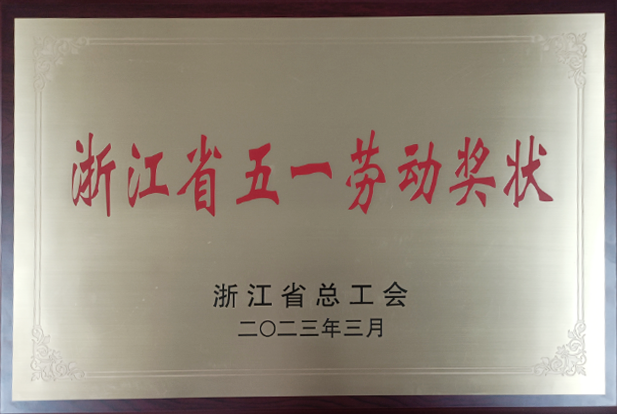 浙江省五一劳动奖状
浙江省总工会
二〇二三年三月